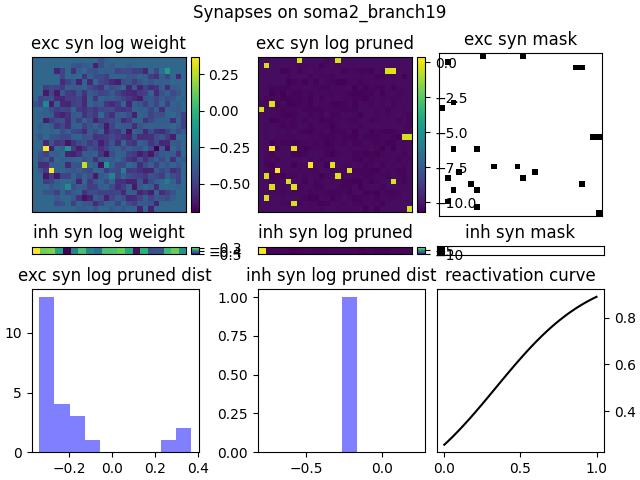 Synapses on soma2_branch19
exc syn log weight
exc syn log pruned
exc syn mask
0.25
0.00
−0.25
−0.50
0.0
−2.5
−5.0
−7.5
−10.0
inh syn log weight
inh syn log pruned
inh syn mask
exc syn log pruned dist
inh syn log pruned dist
reactivation curve
10
5
0
−0.2
0.0
0.2
0.4
1.00
0.75
0.50
0.25
0.00
−0.5
0.0
0.8
0.6
0.4
0.0
0.5
1.0